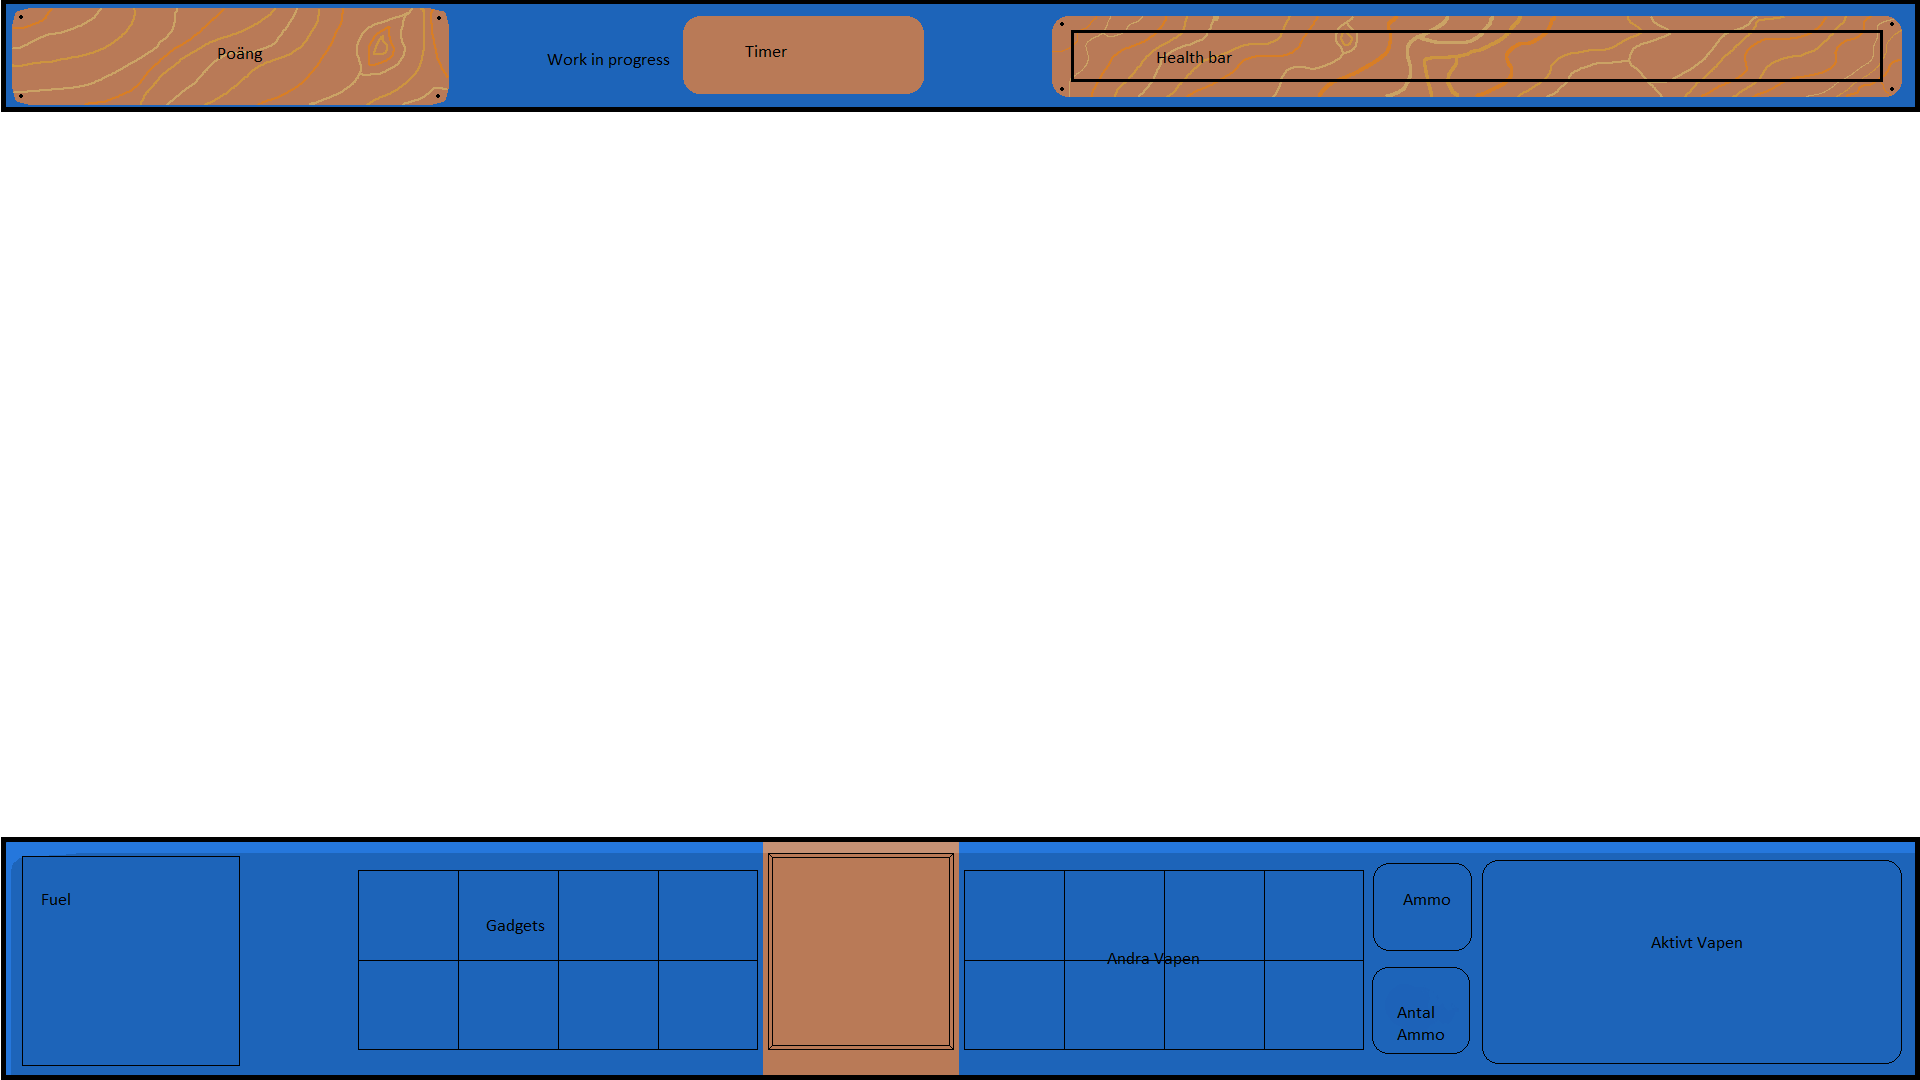 Poäng
Work in progress
Timer
Health bar
Fuel
Gadgets
Andra Vapen
Ammo
Antal
Ammo
Aktivt Vapen